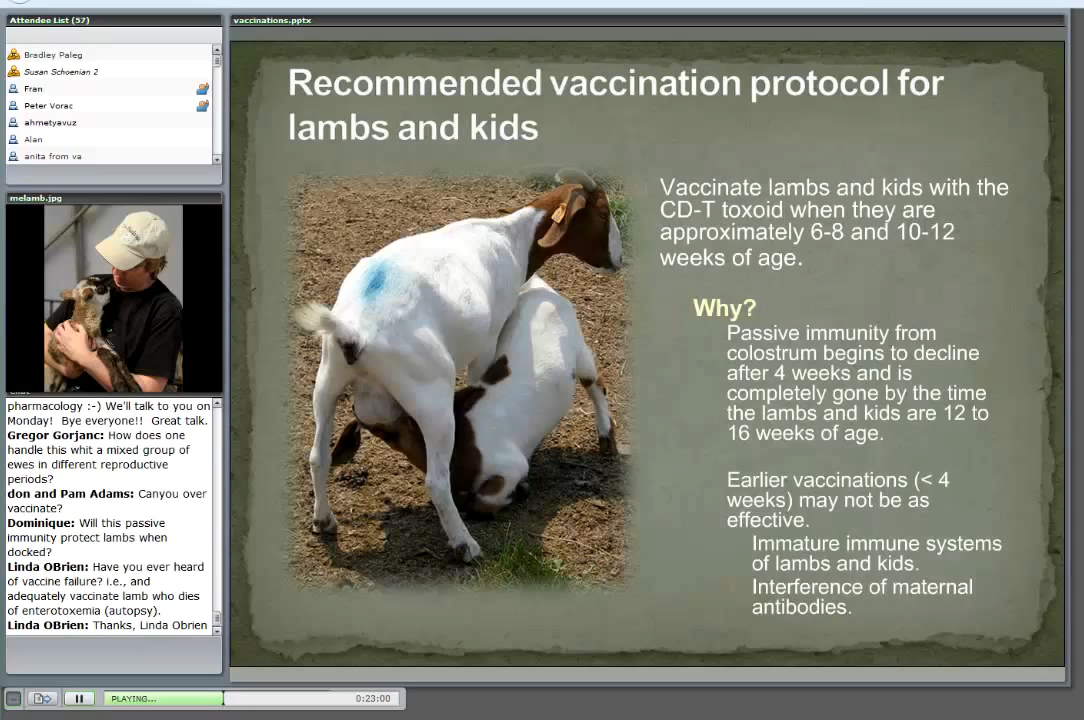 Attendee List (57)
Bradley Paleg
Susan Schoenian 2
Fran
Peter Vorac
ahmetyavuz
Alan
anita from va
melamb.jpg
pharmacology :-) We'll talk to you on
Monday! Bye everyone!! Great talk.
Gregor Gorjanc: How does one
handle this whit a mixed group of
ewes in different reproductive
periods?
don and Pam Adams: Canyou over
vaccinate?
Dominique: Will this passive
immunity protect lambs when
docked?
Linda OBrien: Have you ever heard
of vaccine failure? i.e., and
adequately vaccinate lamb who dies
of enterotoxemia (autopsy).
Linda OBrien: Thanks, Linda Obrien
vaccinations.pptx
Recommended vaccination protocol for
lambs and kids
Vaccinate lambs and kids with the
CD-T toxoid when they are
approximately 6-8 and 10-12
weeks of age.
Why?
Passive immunity from
colostrum begins to decline
after 4 weeks and is
completely gone by the time
the lambs and kids are 12 to
16 weeks of age.
Earlier vaccinations (< 4
weeks) may not be as
effective.
Immature immune systems
of lambs and kids.
Interference of maternal
antibodies.
PLAYING...
0:23:00